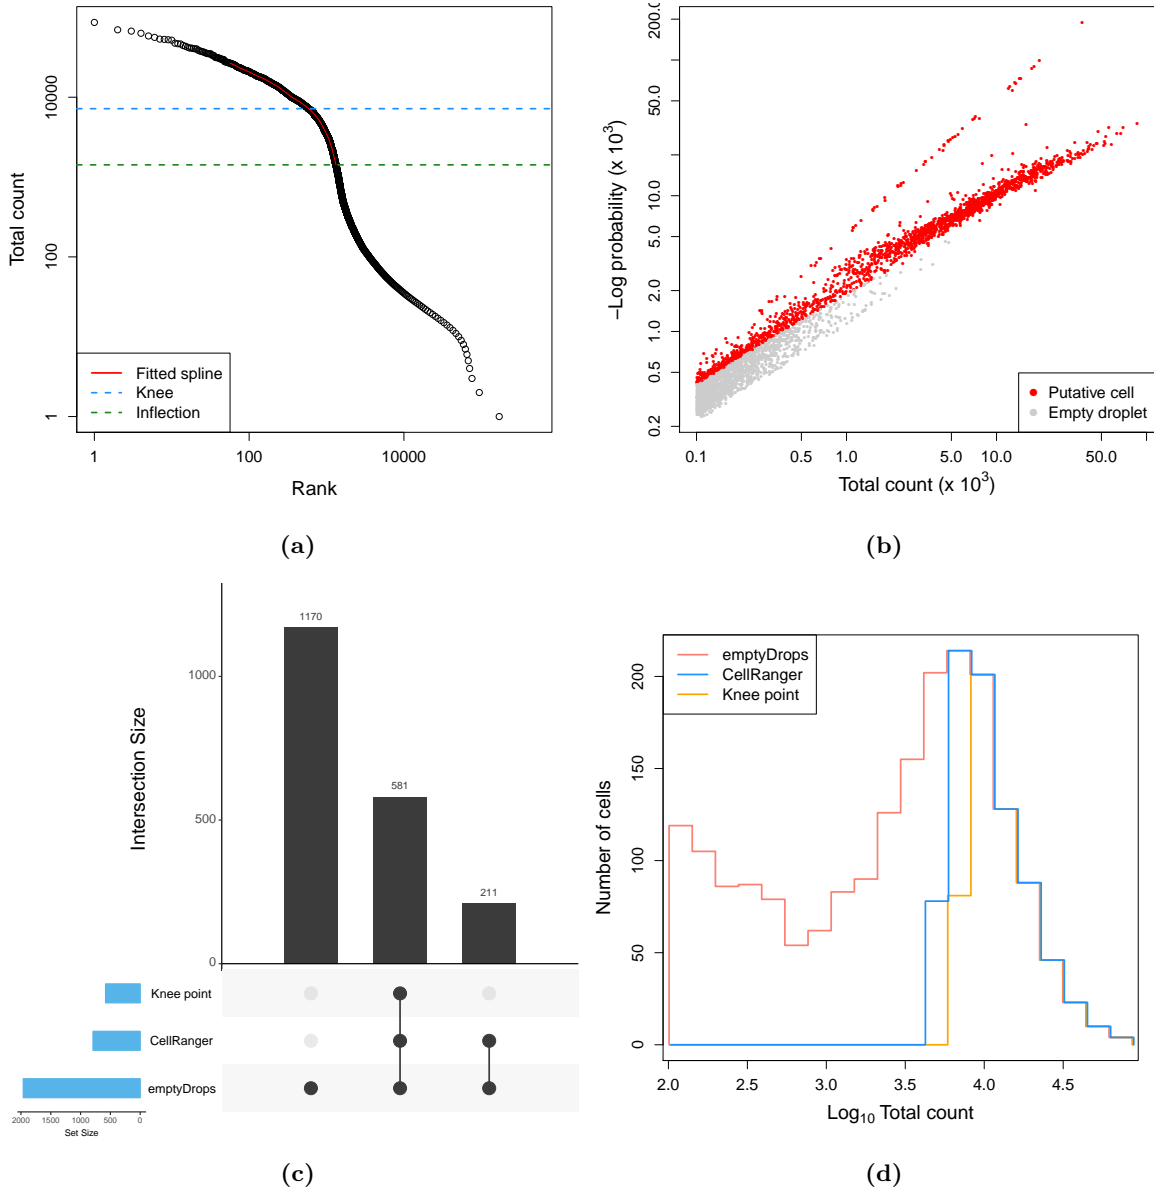 Total count
10000
100
1
Fitted spline
Knee
Inflection
1
100
10000
Rank
(a)
−Log probability (x 10³)
200.0
50.0
10.0
5.0
2.0
1.0
0.5
0.2
Putative cell
Empty droplet
0.1
0.5
1.0
5.0
10.0
50.0
Total count (x 10³)
(b)
Intersection Size
1000
500
0
1170
581
211
Knee point
CellRanger
emptyDrops
2000 1500 1000 500 0
Set Size
(c)
Number of cells
200
150
100
50
0
emptyDrops
CellRanger
Knee point
2.0 2.5 3.0 3.5 4.0 4.5
Log₁₀ Total count
(d)